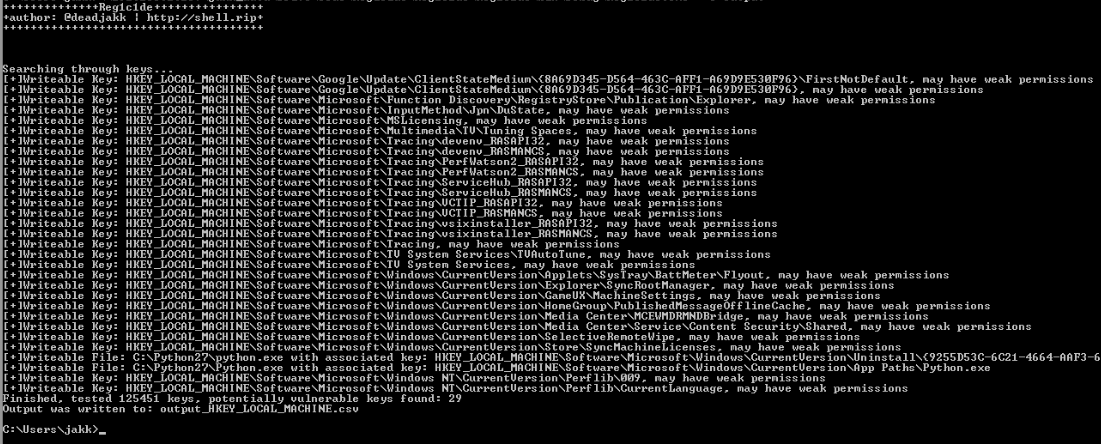 ++++++++++++++Reg1c1de++++++++++++++++
+author: @deadjakk | http://shell.rip+
++++++++++++++++++++++++++++++++++++++
Searching through keys...
[+]Writeable Key: HKEY_LOCAL_MACHINE\Software\Google\Update\ClientStateMedium\{8A69D345-D564-463C-AFF1-A69D9E530F96}\FirstNotDefault, may have weak permissions
[+]Writeable Key: HKEY_LOCAL_MACHINE\Software\Google\Update\ClientStateMedium\{8A69D345-D564-463C-AFF1-A69D9E530F96}, may have weak permissions
[+]Writeable Key: HKEY_LOCAL_MACHINE\Software\Microsoft\Function Discovery\RegistryStore\Publication\Explorer, may have weak permissions
[+]Writeable Key: HKEY_LOCAL_MACHINE\Software\Microsoft\InputMethod\Jpn\DuState, may have weak permissions
[+]Writeable Key: HKEY_LOCAL_MACHINE\Software\Microsoft\MSLicensing, may have weak permissions
[+]Writeable Key: HKEY_LOCAL_MACHINE\Software\Microsoft\Multimedia\TV\Tuning Spaces, may have weak permissions
[+]Writeable Key: HKEY_LOCAL_MACHINE\Software\Microsoft\Tracing\devenv_RASAPI32, may have weak permissions
[+]Writeable Key: HKEY_LOCAL_MACHINE\Software\Microsoft\Tracing\devenv_RASMANCS, may have weak permissions
[+]Writeable Key: HKEY_LOCAL_MACHINE\Software\Microsoft\Tracing\PerfWatson2_RASAPI32, may have weak permissions
[+]Writeable Key: HKEY_LOCAL_MACHINE\Software\Microsoft\Tracing\PerfWatson2_RASMANCS, may have weak permissions
[+]Writeable Key: HKEY_LOCAL_MACHINE\Software\Microsoft\Tracing\ServiceHub_RASAPI32, may have weak permissions
[+]Writeable Key: HKEY_LOCAL_MACHINE\Software\Microsoft\Tracing\ServiceHub_RASMANCS, may have weak permissions
[+]Writeable Key: HKEY_LOCAL_MACHINE\Software\Microsoft\Tracing\VCTIP_RASAPI32, may have weak permissions
[+]Writeable Key: HKEY_LOCAL_MACHINE\Software\Microsoft\Tracing\VCTIP_RASMANCS, may have weak permissions
[+]Writeable Key: HKEY_LOCAL_MACHINE\Software\Microsoft\Tracing\vsixinstaller_RASAPI32, may have weak permissions
[+]Writeable Key: HKEY_LOCAL_MACHINE\Software\Microsoft\Tracing\vsixinstaller_RASMANCS, may have weak permissions
[+]Writeable Key: HKEY_LOCAL_MACHINE\Software\Microsoft\Tracing, may have weak permissions
[+]Writeable Key: HKEY_LOCAL_MACHINE\Software\Microsoft\TV System Services\TVAutoTune, may have weak permissions
[+]Writeable Key: HKEY_LOCAL_MACHINE\Software\Microsoft\TV System Services, may have weak permissions
[+]Writeable Key: HKEY_LOCAL_MACHINE\Software\Microsoft\Windows\CurrentVersion\Applets\SysTray\BattMeter\Flyout, may have weak permissions
[+]Writeable Key: HKEY_LOCAL_MACHINE\Software\Microsoft\Windows\CurrentVersion\Explorer\SyncRootManager, may have weak permissions
[+]Writeable Key: HKEY_LOCAL_MACHINE\Software\Microsoft\Windows\CurrentVersion\GameUX\MachineSettings, may have weak permissions
[+]Writeable Key: HKEY_LOCAL_MACHINE\Software\Microsoft\Windows\CurrentVersion\HomeGroup\PublishedMessageOfflineCache, may have weak permissions
[+]Writeable Key: HKEY_LOCAL_MACHINE\Software\Microsoft\Windows\CurrentVersion\Media Center\MCEWMDRMNDBridge, may have weak permissions
[+]Writeable Key: HKEY_LOCAL_MACHINE\Software\Microsoft\Windows\CurrentVersion\Media Center\Service\Content Security\Shared, may have weak permissions
[+]Writeable Key: HKEY_LOCAL_MACHINE\Software\Microsoft\Windows\CurrentVersion\SelectiveRemoteWipe, may have weak permissions
[+]Writeable Key: HKEY_LOCAL_MACHINE\Software\Microsoft\Windows\CurrentVersion\Store\SyncMachineLicenses, may have weak permissions
[+]Writeable File: C:\Python27\python.exe with associated key: HKEY_LOCAL_MACHINE\Software\Microsoft\Windows\CurrentVersion\Uninstall\{9255D53C-6C21-4664-AAF3-6
[+]Writeable File: C:\Python27\Python.exe with associated key: HKEY_LOCAL_MACHINE\Software\Microsoft\Windows\CurrentVersion\App Paths\Python.exe
[+]Writeable Key: HKEY_LOCAL_MACHINE\Software\Microsoft\Windows NT\CurrentVersion\Perflib\009, may have weak permissions
[+]Writeable Key: HKEY_LOCAL_MACHINE\Software\Microsoft\Windows NT\CurrentVersion\Perflib\CurrentLanguage, may have weak permissions
Finished, tested 125451 keys, potentially vulnerable keys found: 29
Output was written to: output_HKEY_LOCAL_MACHINE.csv
C:\Users\jakk>_